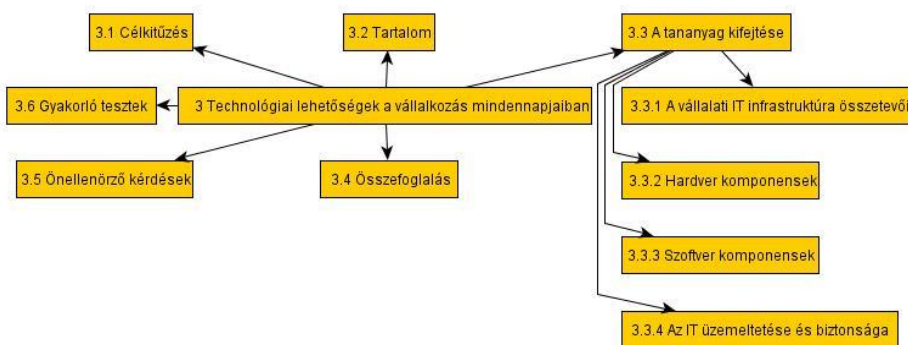 3.1 Célkitűzés
3.2 Tartalom
3.3 A tananyag kifejtése
3.6 Gyakorló tesztek
3 Technológiai lehetőségek a vállalkozás mindennapjaiban
3.3.1 A vállalati IT infrastruktúra összetevői
3.5 Önellenörző kérdések
3.4 Összefoglalás
3.3.2 Hardver komponensek
3.3.3 Szoftver komponensek
3.3.4 Az IT üzemeltetése és biztonsága